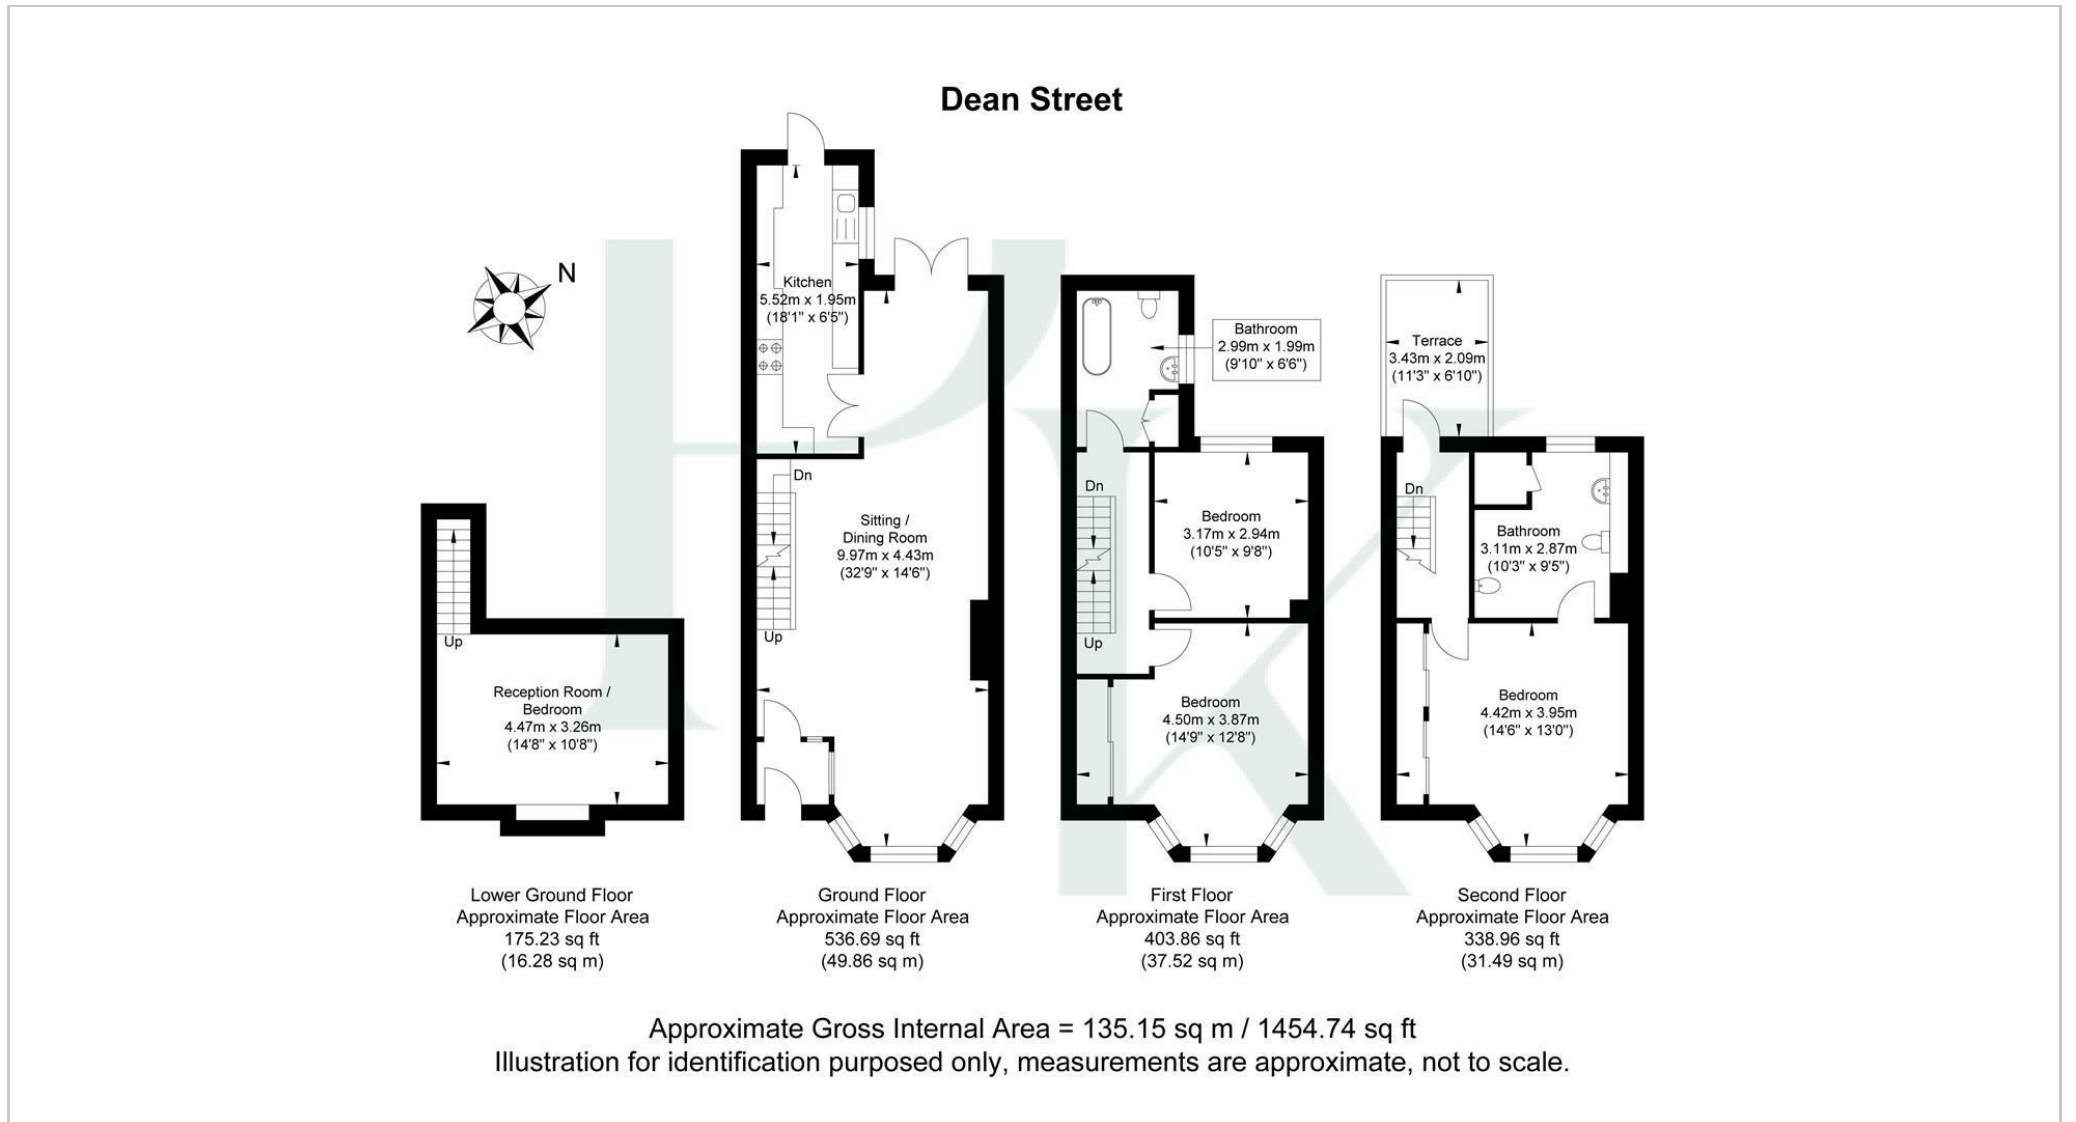 Dean Street
N
Kitchen
5.52m x 1.95m
(18'1" x 6'5")
Dn
Sitting /
Dining Room
9.97m x 4.43m
(32'9" x 14'6")
Up
Up
Reception Room /
Bedroom
4.47m x 3.26m
(14'8" x 10'8")
Bathroom
2.99m x 1.99m
(9'10" x 6'6")
Dn
Bedroom
3.17m x 2.94m
(10'5" x 9'8")
Up
Bedroom
4.50m x 3.87m
(14'9" x 12'8")
Terrace
3.43m x 2.09m
(11'3" x 6'10")
Dn
Bathroom
3.11m x 2.87m
(10'3" x 9'5")
Bedroom
4.42m x 3.95m
(14'6" x 13'0")
Lower Ground Floor
Approximate Floor Area
175.23 sq ft
(16.28 sq m)
Ground Floor
Approximate Floor Area
536.69 sq ft
(49.86 sq m)
First Floor
Approximate Floor Area
403.86 sq ft
(37.52 sq m)
Second Floor
Approximate Floor Area
338.96 sq ft
(31.49 sq m)
Approximate Gross Internal Area = 135.15 sq m / 1454.74 sq ft
Illustration for identification purposed only, measurements are approximate, not to scale.